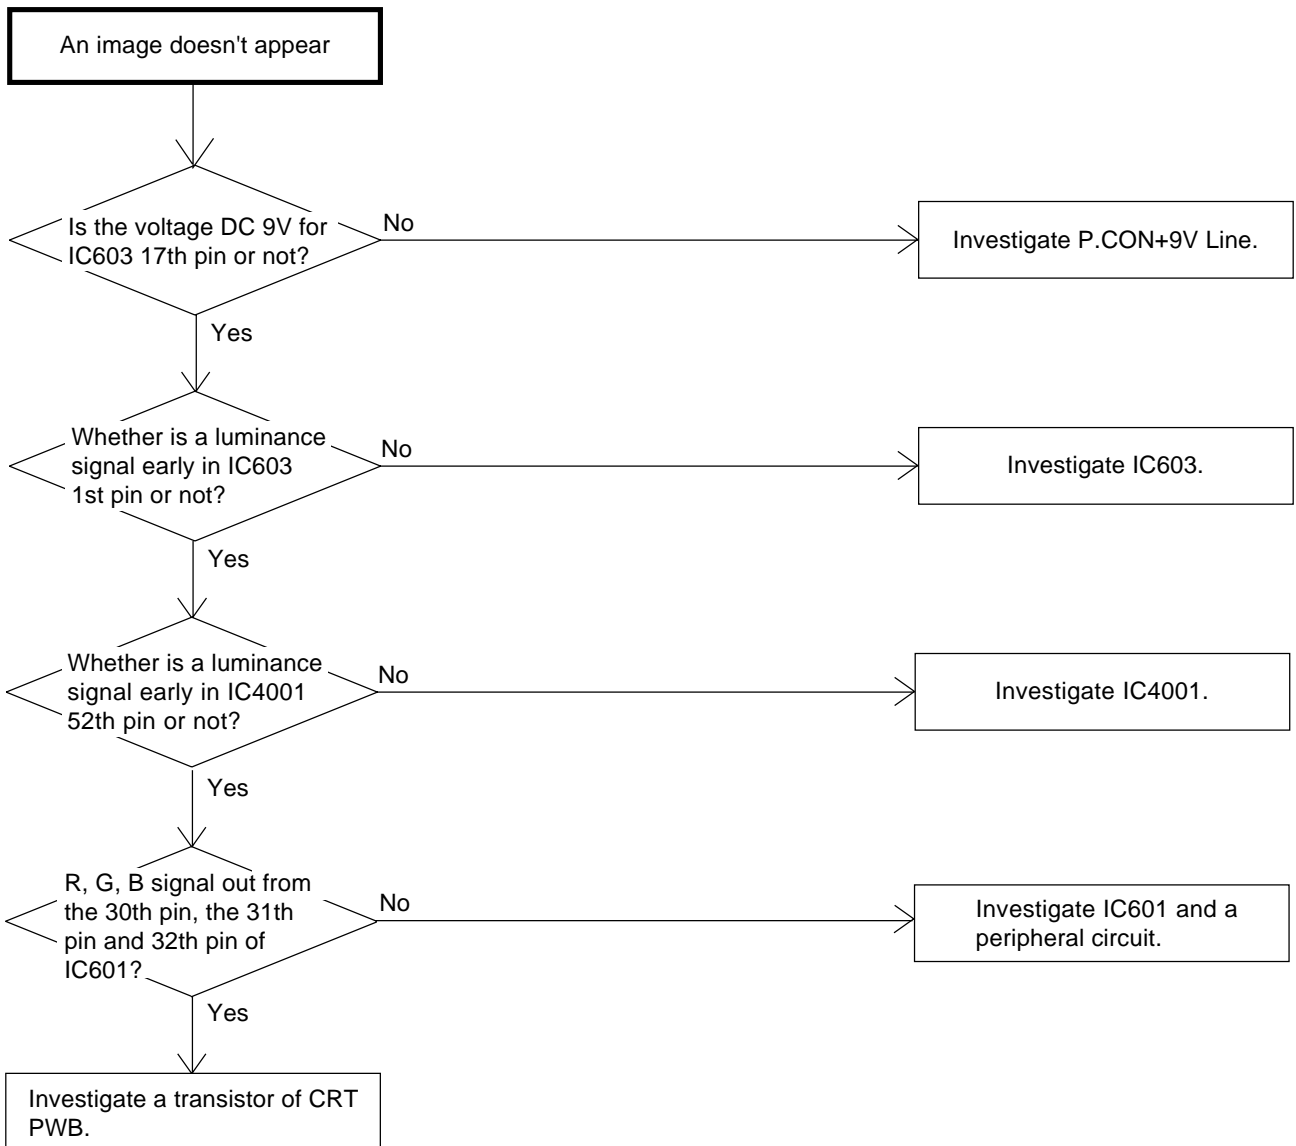 An image doesn't appear
Is the voltage DC 9V for
IC603 17th pin or not?
No
Investigate P.CON+9V Line.
Yes
Whether is a luminance
signal early in IC603
1st pin or not?
No
Investigate IC603.
Yes
Whether is a luminance
signal early in IC4001
52th pin or not?
No
Investigate IC4001.
Yes
R, G, B signal out from
the 30th pin, the 31th
pin and 32th pin of
IC601?
No
Investigate IC601 and a
peripheral circuit.
Yes
Investigate a transistor of CRT
PWB.